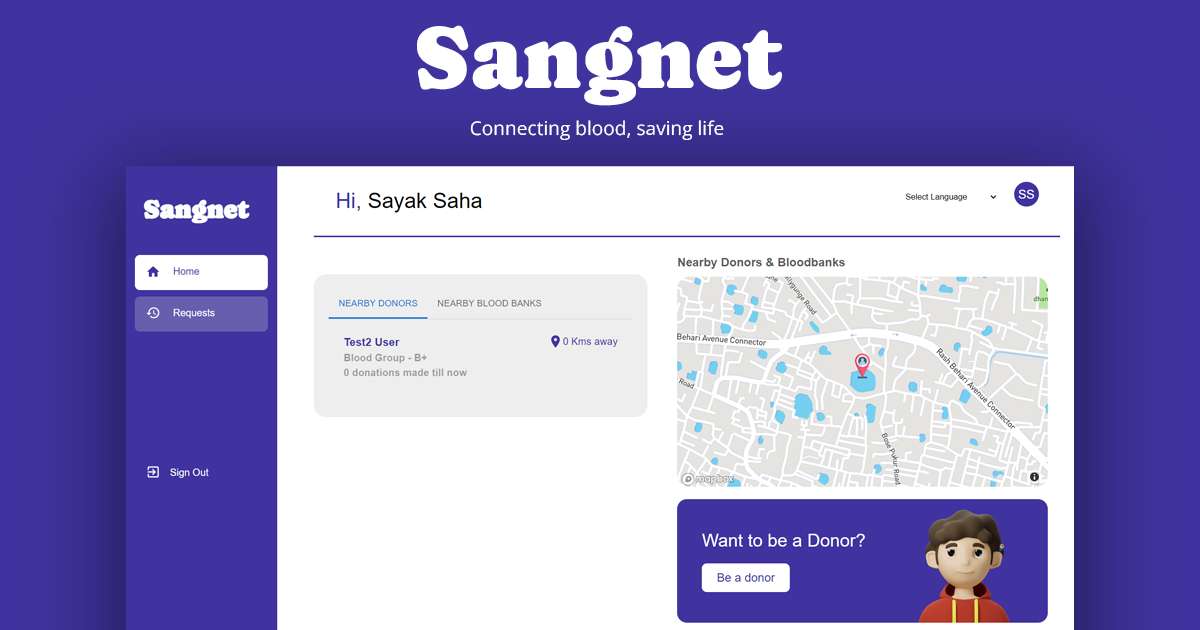 Sangnet
Connecting blood, saving life
Sangnet
Home
Requests
Sign Out
Hi, Sayak Saha
Select Language
SS
NEARBY DONORS
NEARBY BLOOD BANKS
Test2 User
0 Kms away
Blood Group - B+
0 donations made till now
Nearby Donors & Bloodbanks
Behari Avenue Connector
Rash Behari Avenue Connector
Road
Bose Pukur Road
mapbox
Want to be a Donor?
Be a donor